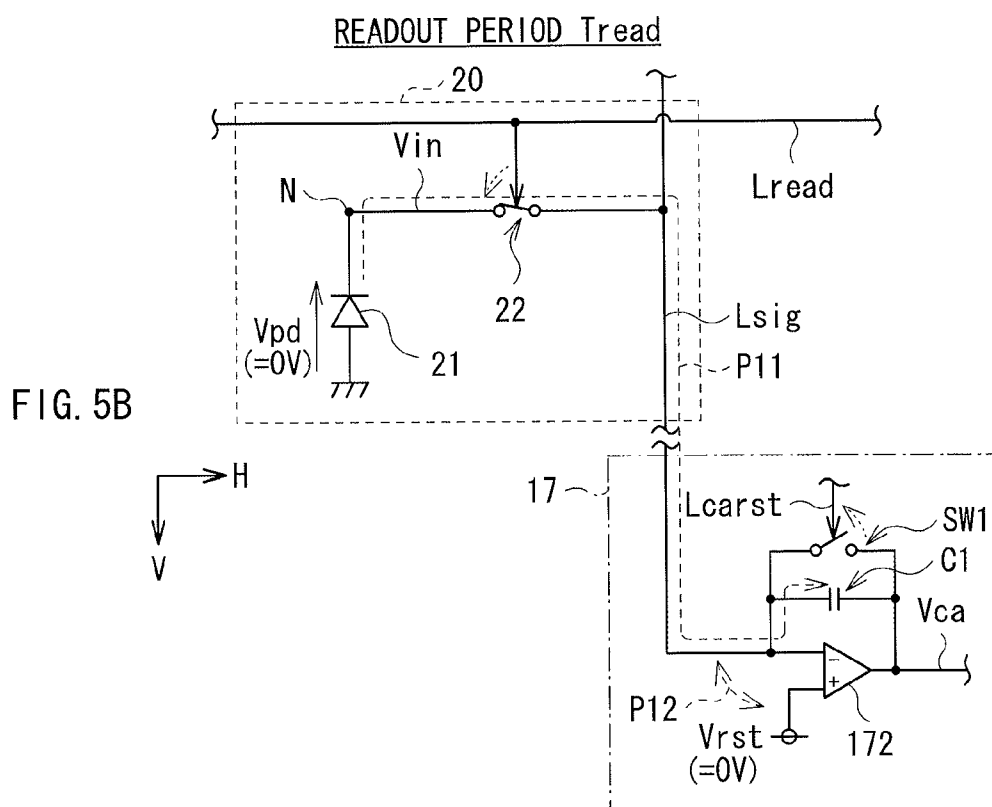 READOUT PERIOD Tread
20
Vin
N
Lread
22
Vpd
(=0V)
21
Lsig
P11
FIG. 5B
H
V
17
Lcarst
SW1
C1
Vca
−
+
P12
Vrst
(=0V)
172